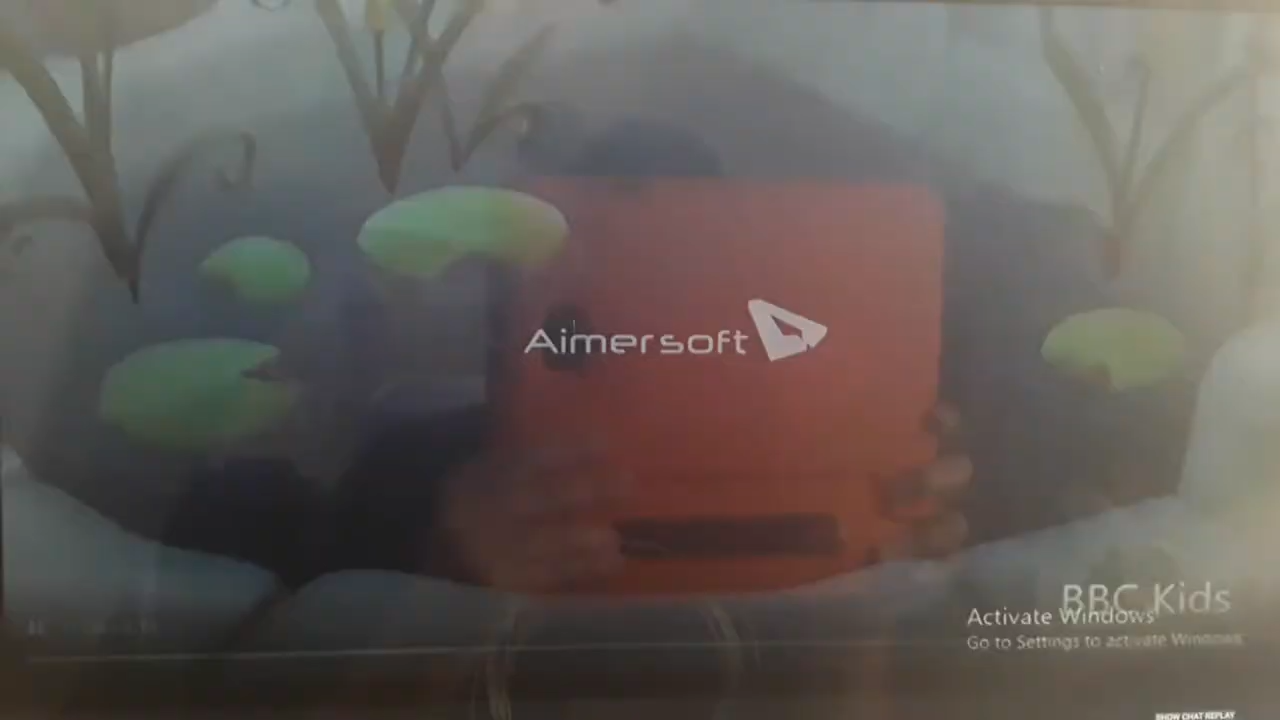 Aimersoft
BBC Kids
Activate Windows
Go to Settings to activate Windows
SHOW CHAT REPLAY